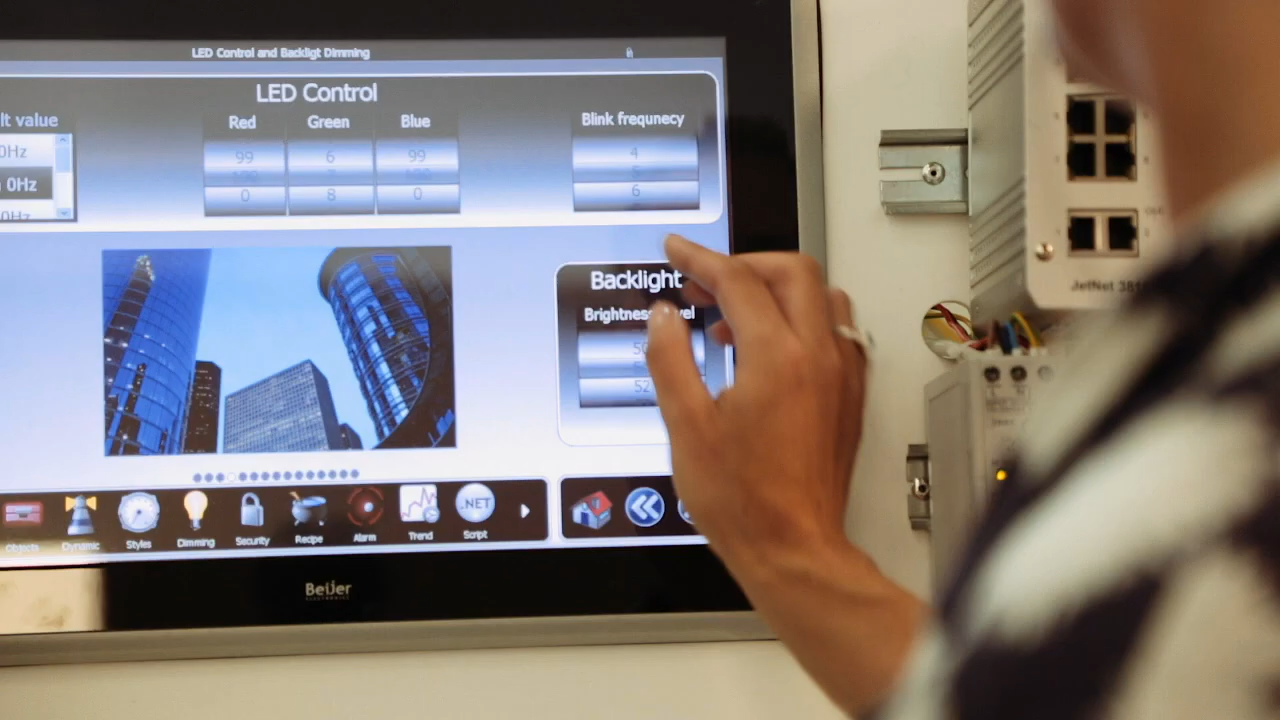 LED Control and Backligt Dimming
LED Control
lt value
Red Green Blue
Blink frequnecy
0Hz
0Hz
99 6 99
4
0 8 0
6
Backlight
Brightness
52
Objects Dynamic Styles Dimming Security Recipe Alarm Trend Script
.NET
Beijer
ELECTRONICS
JetNet